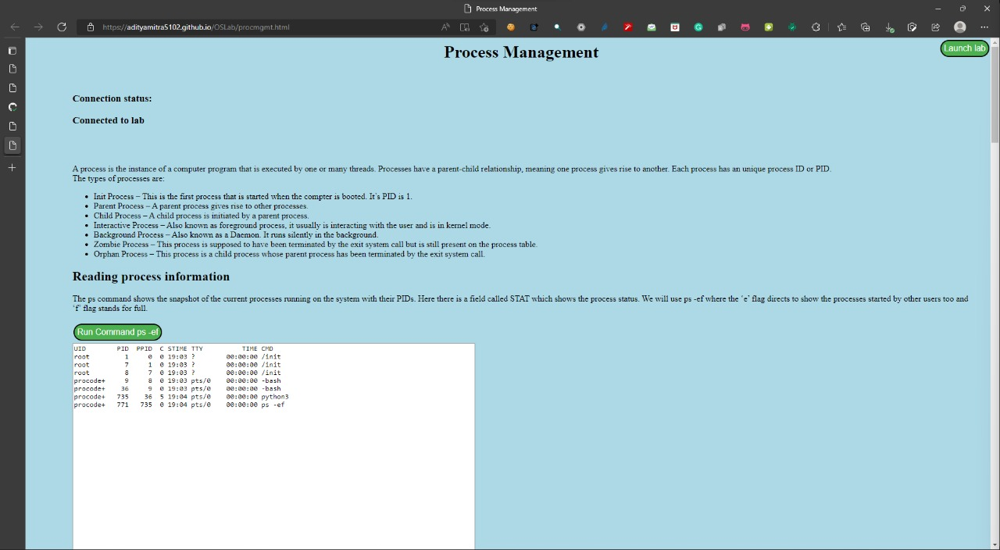 Process Management
https://adityamitra5102.github.io/OSLab/procmgmt.html
Process Management
Launch lab
Connection status:
Connected to lab
A process is the instance of a computer program that is executed by one or many threads. Processes have a parent-child relationship, meaning one process gives rise to another. Each process has an unique process ID or PID.
The types of processes are:
• Init Process – This is the first process that is started when the compter is booted. It's PID is 1.
• Parent Process – A parent process gives rise to other processes.
• Child Process – A child process is initiated by a parent process.
• Interactive Process – Also known as foreground process, it usually is interacting with the user and is in kernel mode.
• Background Process – Also known as a Daemon. It runs silently in the background.
• Zombie Process – This process is supposed to have been terminated by the exit system call but is still present on the process table.
• Orphan Process – This process is a child process whose parent process has been terminated by the exit system call.
Reading process information
The ps command shows the snapshot of the current processes running on the system with their PIDs. Here there is a field called STAT which shows the process status. We will use ps -ef where the 'e' flag directs to show the processes started by other users too and
'f' flag stands for full.
Run Command ps -ef
UID PID PPID C STIME TTY TIME CMD
root 1 0 0 19:03 ? 00:00:00 /init
root 7 1 0 19:03 ? 00:00:00 /init
root 8 7 0 19:03 ? 00:00:00 /init
procode+ 9 8 0 19:03 pts/0 00:00:00 -bash
procode+ 36 9 0 19:03 pts/0 00:00:00 -bash
procode+ 735 36 5 19:04 pts/0 00:00:00 python3
procode+ 771 735 0 19:04 pts/0 00:00:00 ps -ef